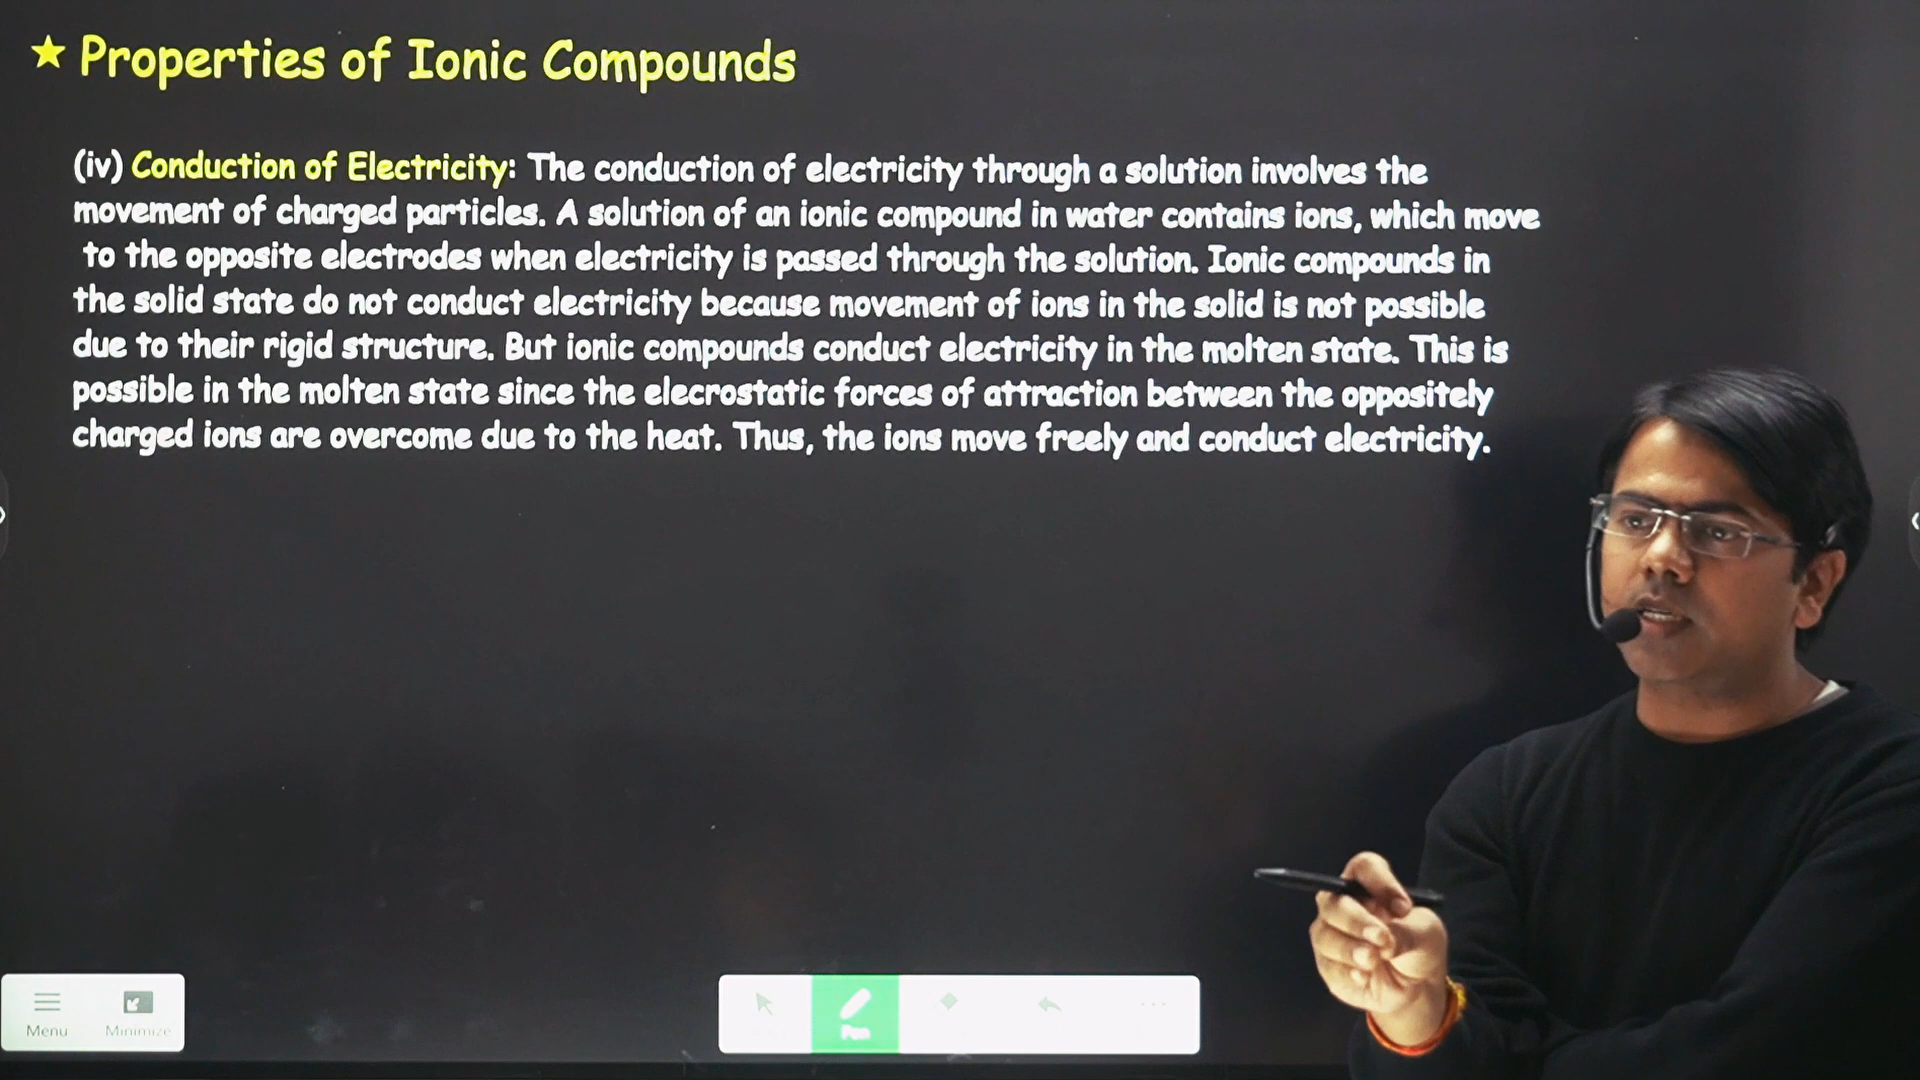 ★ Properties of Ionic Compounds
(iv) Conduction of Electricity: The conduction of electricity through a solution involves the
movement of charged particles. A solution of an ionic compound in water contains ions, which move
to the opposite electrodes when electricity is passed through the solution. Ionic compounds in
the solid state do not conduct electricity because movement of ions in the solid is not possible
due to their rigid structure. But ionic compounds conduct electricity in the molten state. This is
possible in the molten state since the elecrostatic forces of attraction between the oppositely
charged ions are overcome due to the heat. Thus, the ions move freely and conduct electricity.
Menu Minimize Pen